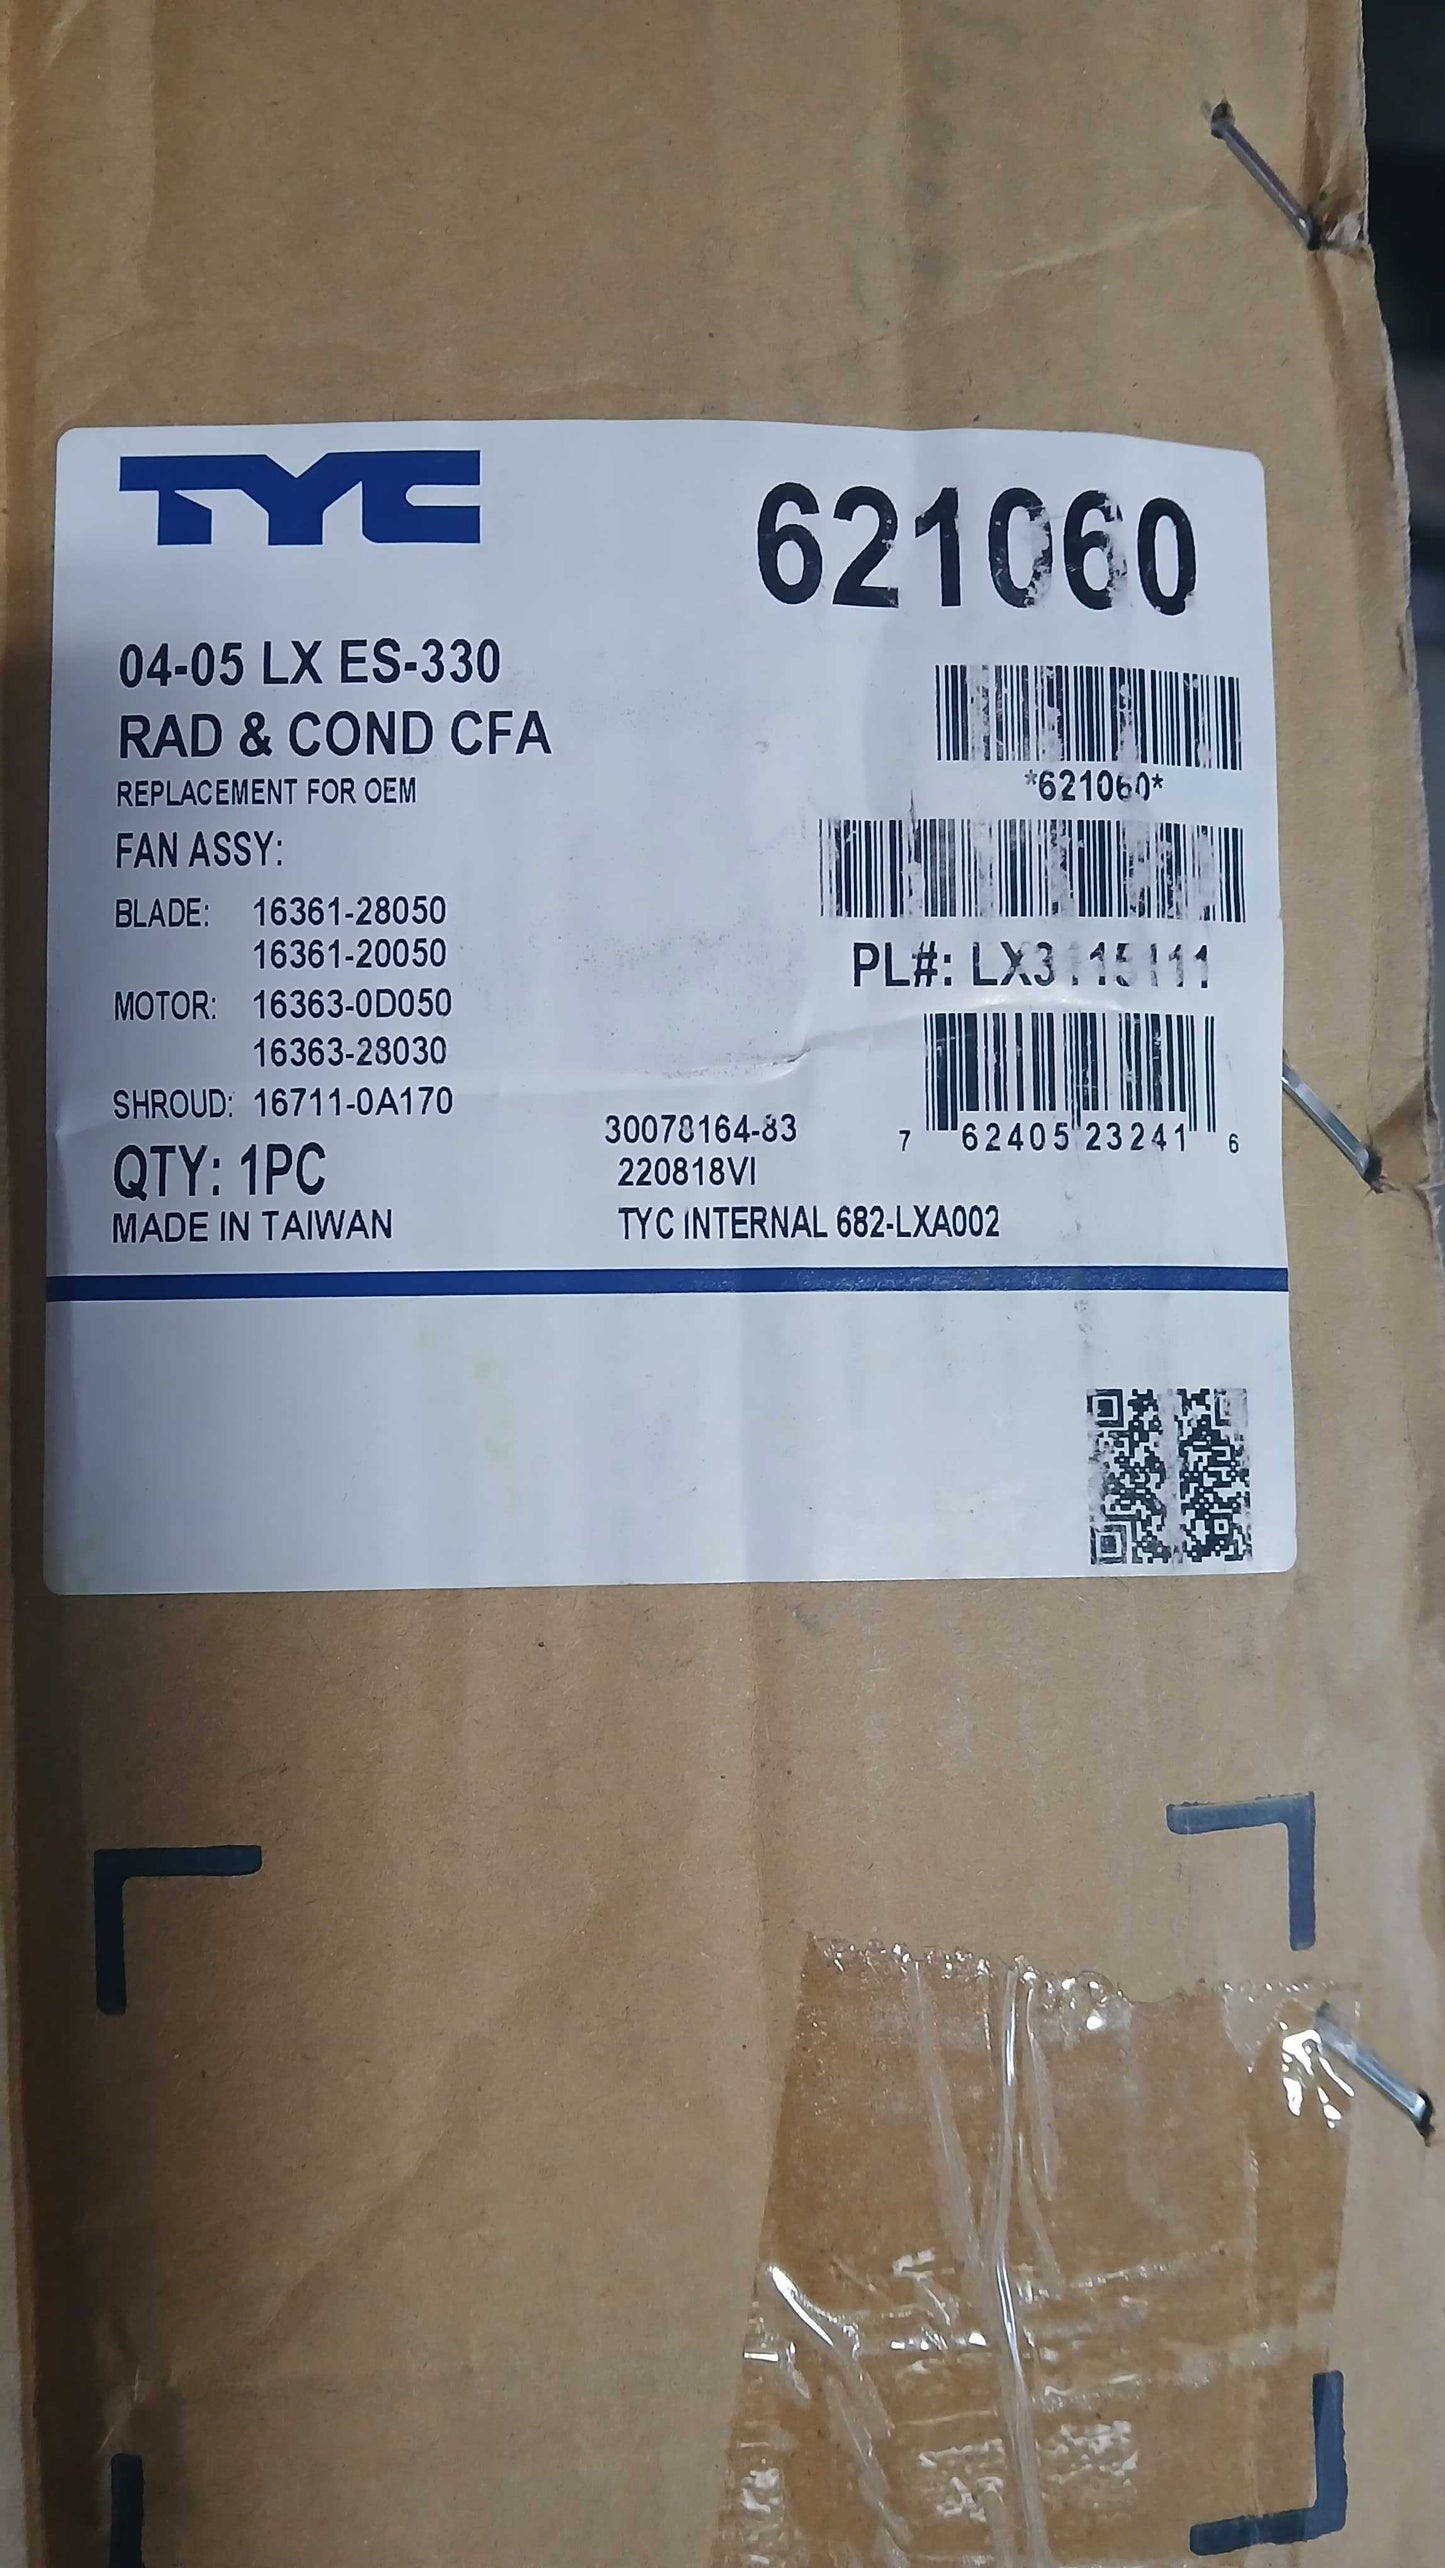 TYC
621060
04-05 LX ES-330
RAD & COND CFA
REPLACEMENT FOR OEM
FAN ASSY:
BLADE: 16361-28050
16361-20050
MOTOR: 16363-0D050
16363-28030
SHROUD: 16711-0A170
QTY: 1PC
MADE IN TAIWAN
*621060*
PL#: LX3115111
7 62405 23241 6
30078164-83
220818VI
TYC INTERNAL 682-LXA002